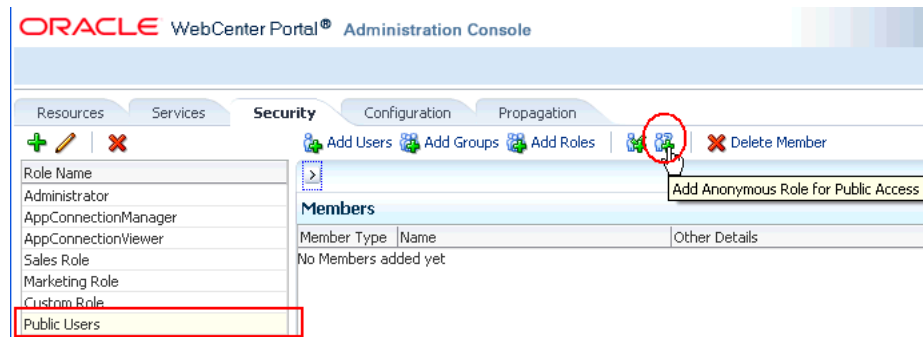 ORACLE WebCenter Portal® Administration Console
Resources Services Security Configuration Propagation
Add Users Add Groups Add Roles Delete Member
Add Anonymous Role for Public Access
Role Name
Administrator
AppConnectionManager
AppConnectionViewer
Sales Role
Marketing Role
Custom Role
Public Users
Members
Member Type Name Other Details
No Members added yet